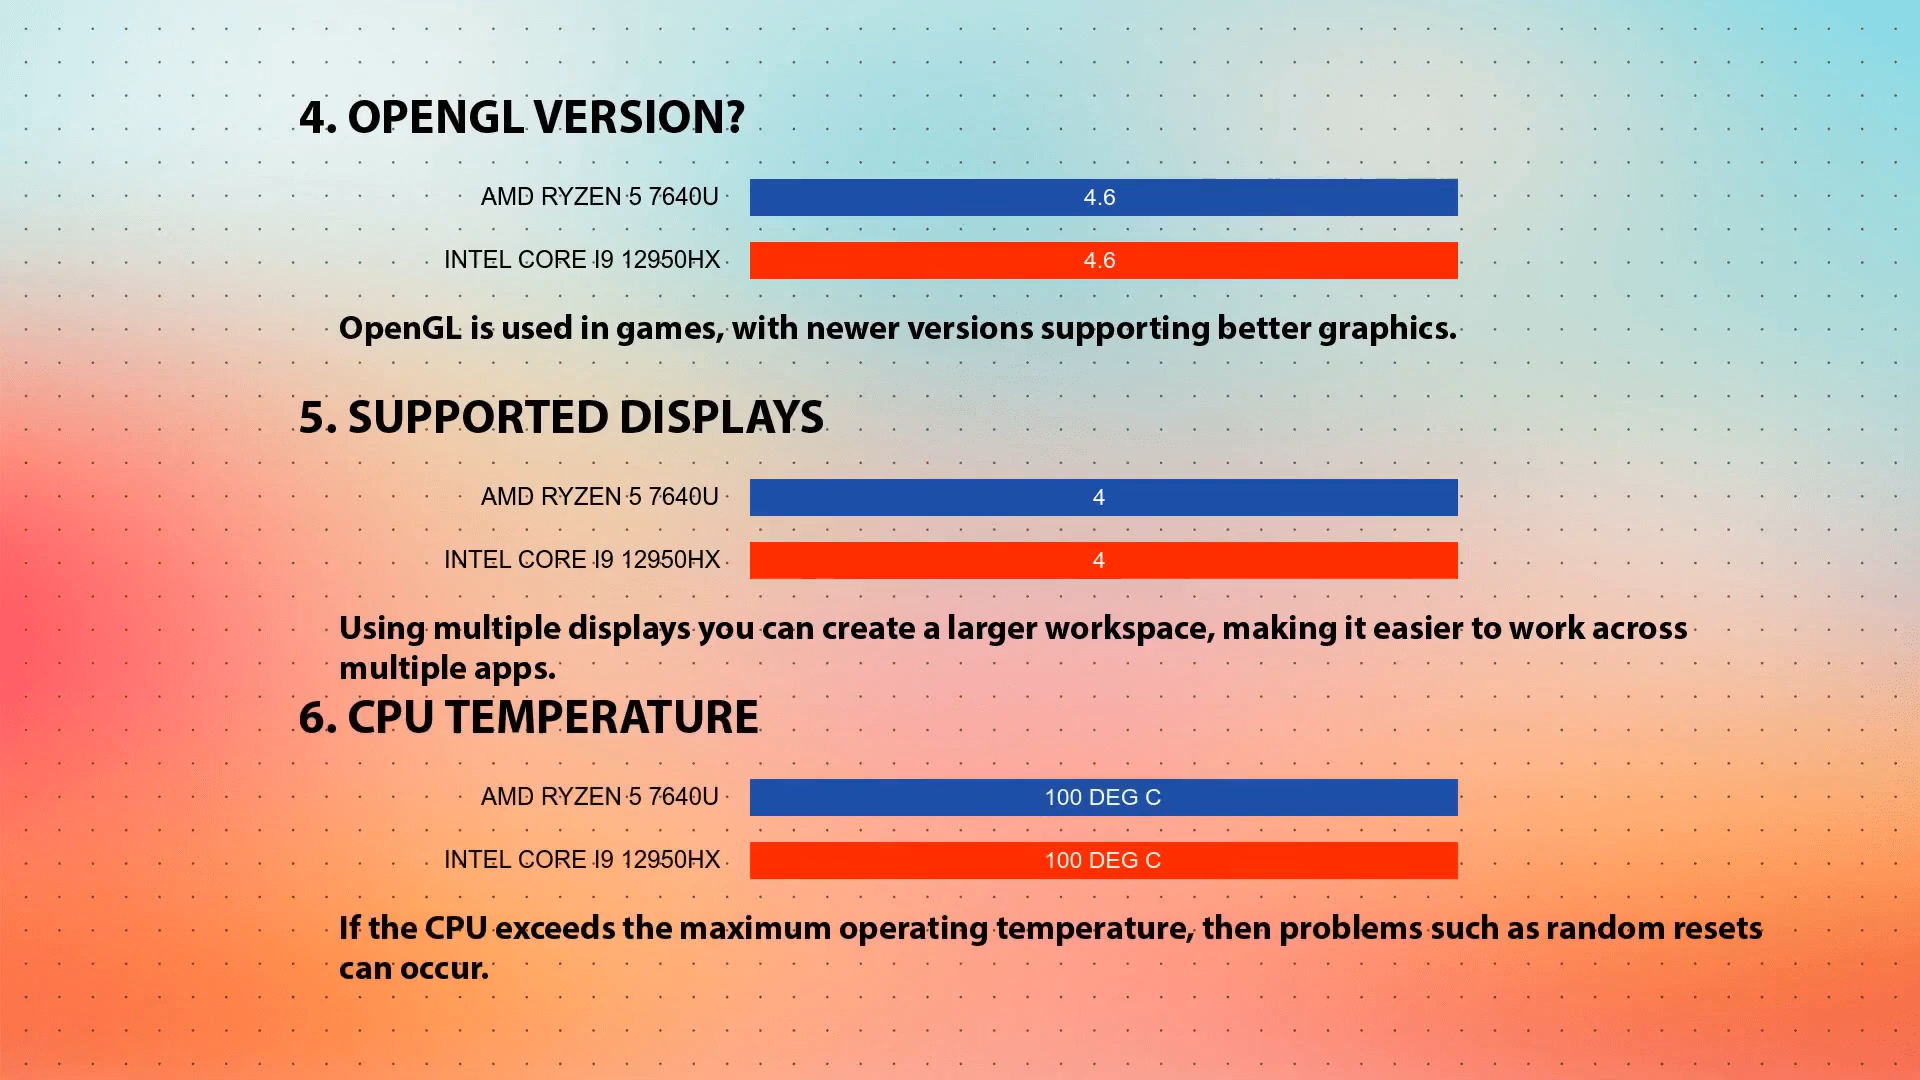 4. OPENGL VERSION?
AMD RYZEN 5 7640U
4.6
INTEL CORE I9 12950HX
4.6
OpenGL is used in games, with newer versions supporting better graphics.
5. SUPPORTED DISPLAYS
AMD RYZEN 5 7640U
4
INTEL CORE I9 12950HX
4
Using multiple displays you can create a larger workspace, making it easier to work across
multiple apps.
6. CPU TEMPERATURE
AMD RYZEN 5 7640U
100 DEG C
INTEL CORE I9 12950HX
100 DEG C
If the CPU exceeds the maximum operating temperature, then problems such as random resets
can occur.